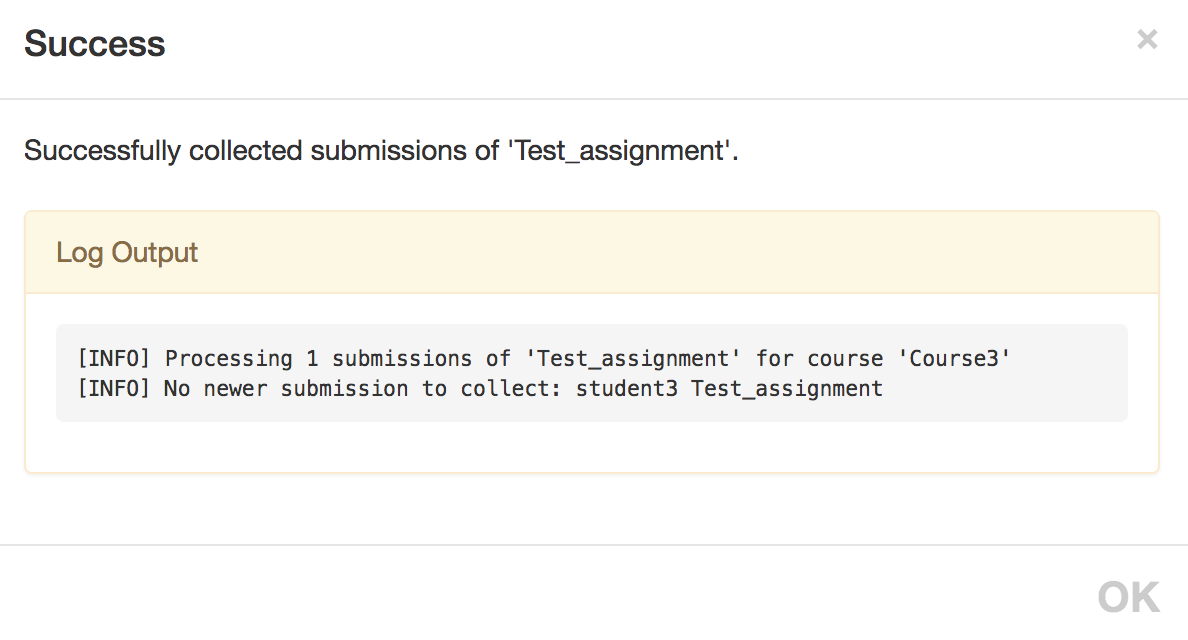 Success
×
Successfully collected submissions of 'Test_assignment'.
Log Output
[INFO] Processing 1 submissions of 'Test_assignment' for course 'Course3'
[INFO] No newer submission to collect: student3 Test_assignment
OK